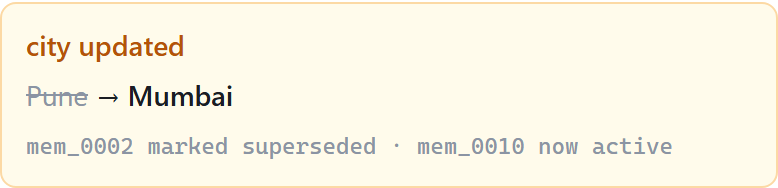 city updated
Pune → Mumbai
mem_0002 marked superseded · mem_0010 now active